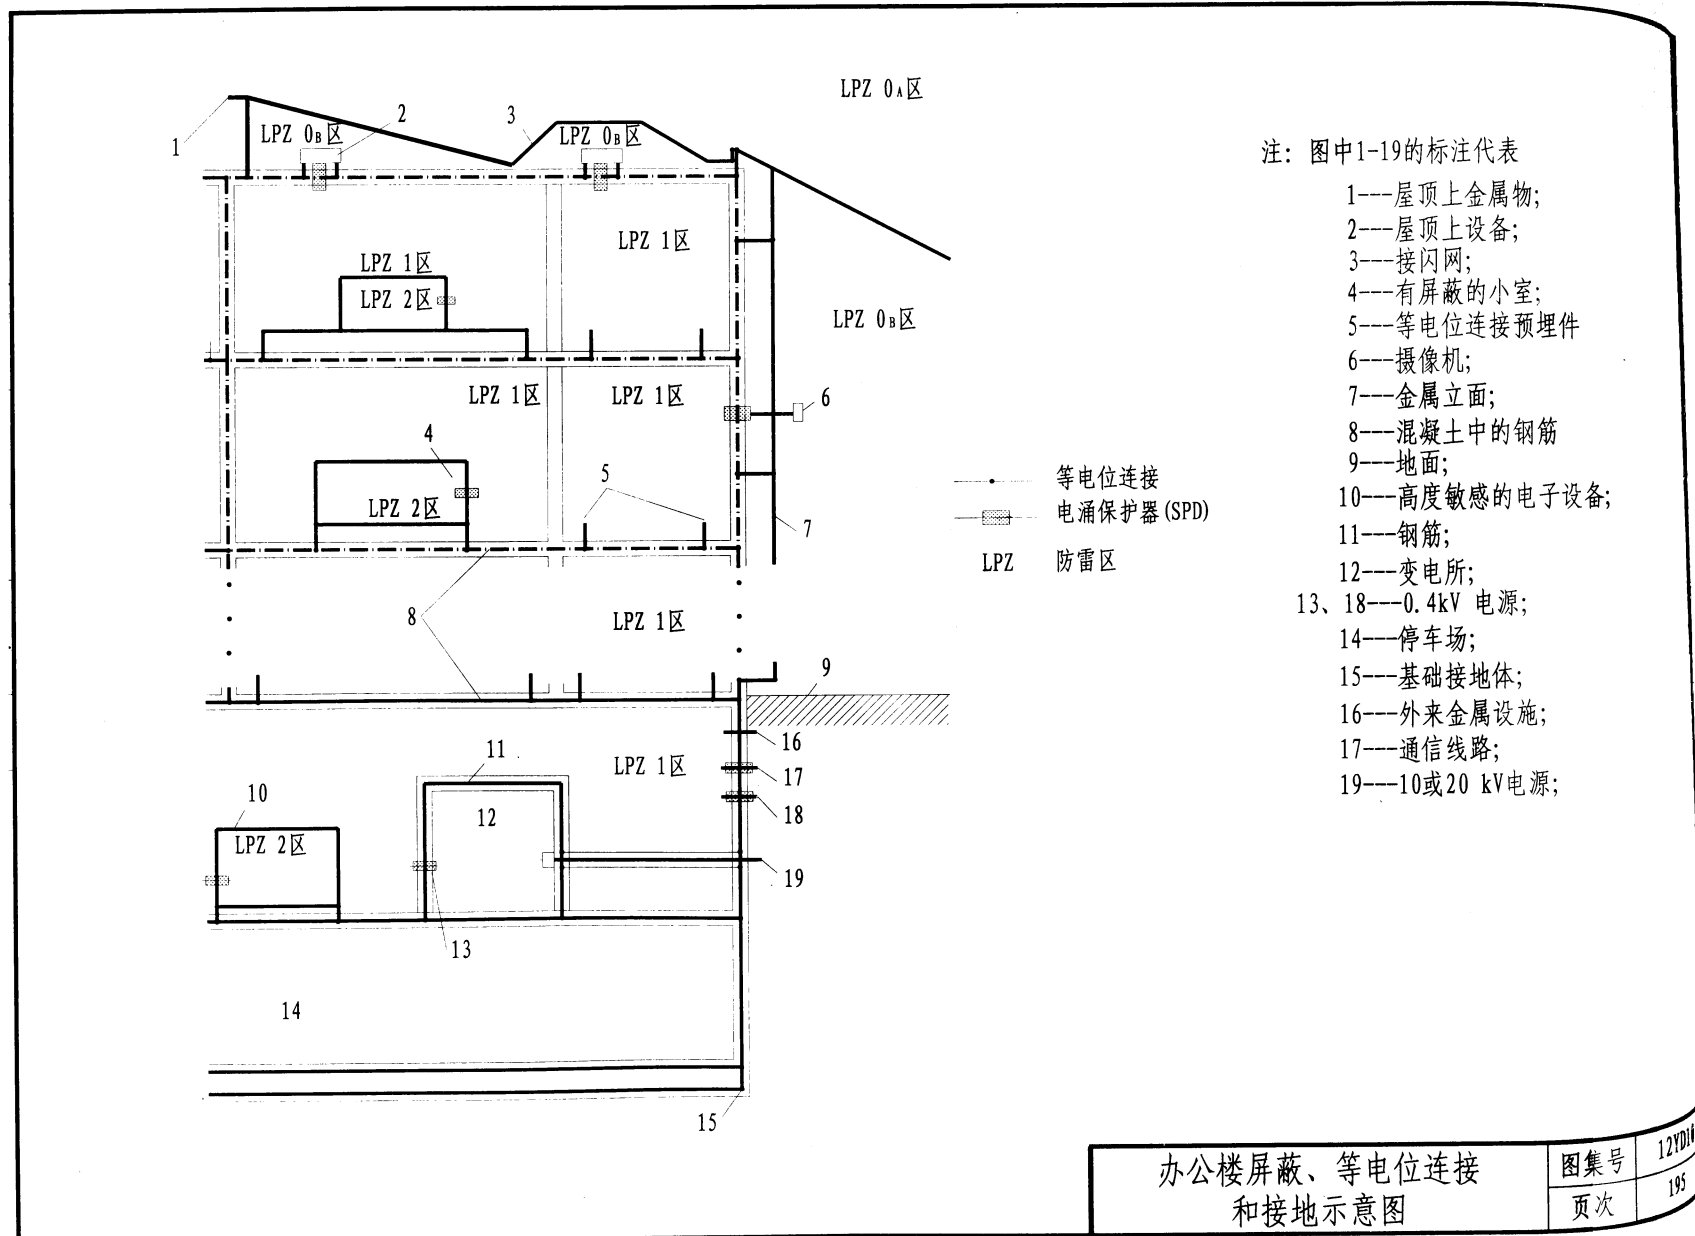 LPZ 0A区
1
LPZ 0B区
2
3
LPZ 0B区
LPZ 1区
LPZ 1区
LPZ 2区
LPZ 0B区
LPZ 1区
LPZ 1区
6
4
LPZ 2区
5
7
8
LPZ 1区
9
16
11
LPZ 1区
17
10
12
18
LPZ 2区
19
13
14
15
等电位连接
电涌保护器(SPD)
LPZ 防雷区
注: 图中1-19的标注代表
1---屋顶上金属物;
2---屋顶上设备;
3---接闪网;
4---有屏蔽的小室;
5---等电位连接预埋件
6---摄像机;
7---金属立面;
8---混凝土中的钢筋
9---地面;
10---高度敏感的电子设备;
11---钢筋;
12---变电所;
13、18---0.4kV 电源;
14---停车场;
15---基础接地体;
16---外来金属设施;
17---通信线路;
19---10或20 kV电源;
办公楼屏蔽、等电位连接
和接地示意图
图集号 12YD10
页次 195